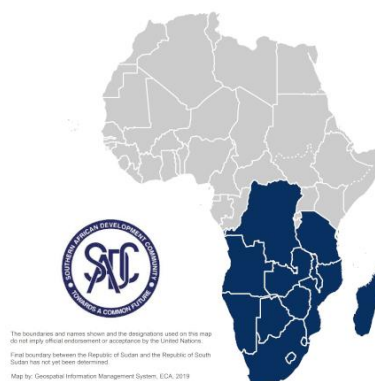 SOUTHERN AFRICAN DEVELOPMENT COMMUNITY
SADC
TOWARDS A COMMON FUTURE
The boundaries and names shown and the designations used on this map
do not imply official endorsement or acceptance by the United Nations.
Final boundary between the Republic of Sudan and the Republic of South
Sudan has not yet been determined.
Map by: Geospatial Information Management System, ECA, 2019